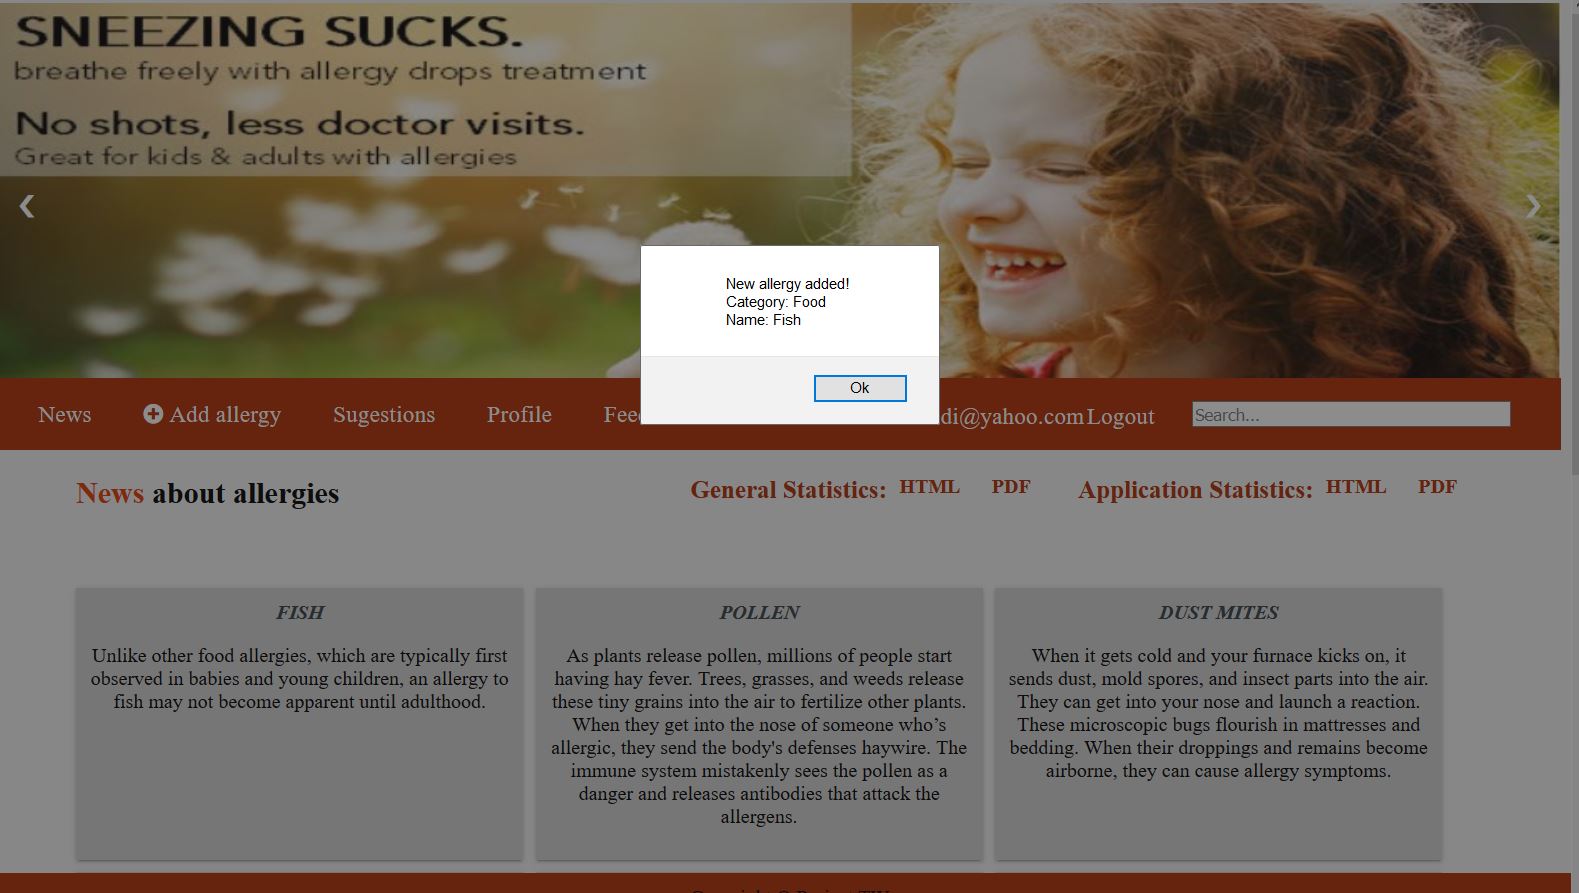 SNEEZING SUCKS.
breathe freely with allergy drops treatment
No shots, less doctor visits.
Great for kids & adults with allergies
New allergy added!
Category: Food
Name: Fish
Ok
News Add allergy Sugestions Profile di@yahoo.com Logout Search...
News about allergies General Statistics: HTML PDF Application Statistics: HTML PDF
FISH
Unlike other food allergies, which are typically first
observed in babies and young children, an allergy to
fish may not become apparent until adulthood.
POLLEN
As plants release pollen, millions of people start
having hay fever. Trees, grasses, and weeds release
these tiny grains into the air to fertilize other plants.
When they get into the nose of someone who’s
allergic, they send the body's defenses haywire. The
immune system mistakenly sees the pollen as a
danger and releases antibodies that attack the
allergens.
DUST MITES
When it gets cold and your furnace kicks on, it
sends dust, mold spores, and insect parts into the air.
They can get into your nose and launch a reaction.
These microscopic bugs flourish in mattresses and
bedding. When their droppings and remains become
airborne, they can cause allergy symptoms.